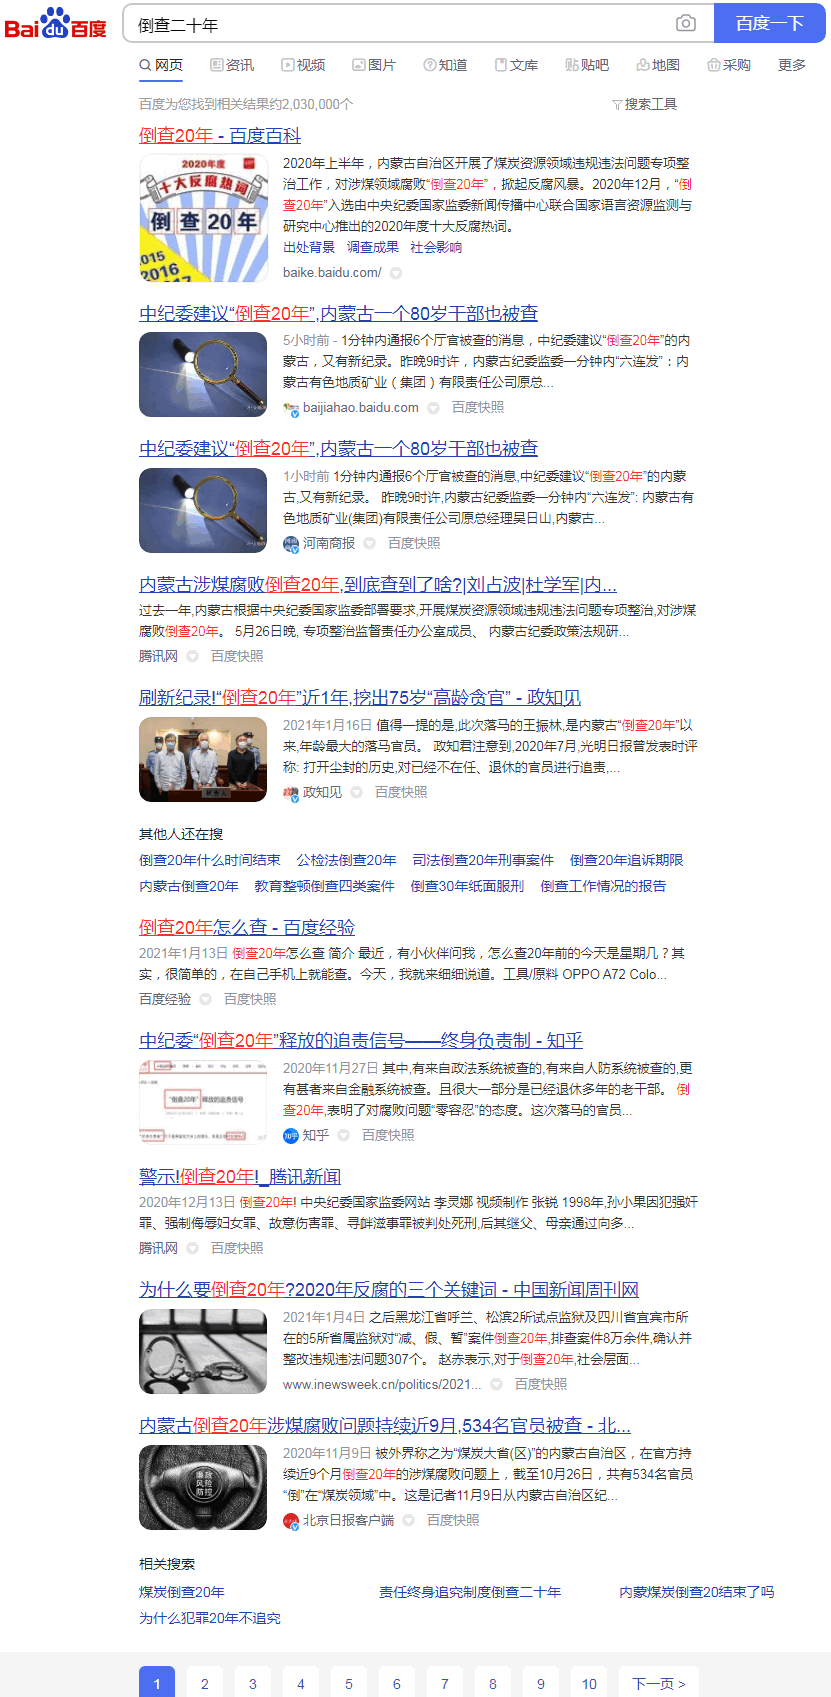 Bai du 百度
倒查二十年
百度一下
网页 资讯 视频 图片 知道 文库 贴吧 地图 采购 更多
百度为您找到相关结果约2,030,000个
搜索工具
倒查20年 - 百度百科
2020年度
十大反腐热词
倒查20年
015
2016
2017
2020年上半年，内蒙古自治区开展了煤炭资源领域违规违法问题专项整
治工作，对涉煤领域腐败“倒查20年”，掀起反腐风暴。2020年12月，“倒
查20年”入选由中央纪委国家监委新闻传播中心联合国家语言资源监测与
研究中心推出的2020年度十大反腐热词。
出处背景 调查成果 社会影响
baike.baidu.com/
中纪委建议“倒查20年”,内蒙古一个80岁干部也被查
5小时前 - 1分钟内通报6个厅官被查的消息，中纪委建议“倒查20年”的内
蒙古，又有新纪录。昨晚9时许，内蒙古纪委监委一分钟内“六连发”：内
蒙古有色地质矿业（集团）有限责任公司原总...
baijiahao.baidu.com 百度快照
中纪委建议“倒查20年”,内蒙古一个80岁干部也被查
1小时前 1分钟内通报6个厅官被查的消息,中纪委建议“倒查20年”的内蒙
古,又有新纪录。 昨晚9时许,内蒙古纪委监委一分钟内“六连发”: 内蒙古有
色地质矿业(集团)有限责任公司原总经理吴日山,内蒙古...
河南商报 百度快照
内蒙古涉煤腐败倒查20年,到底查到了啥?|刘占波|杜学军|内...
过去一年,内蒙古根据中央纪委国家监委部署要求,开展煤炭资源领域违规违法问题专项整治,对涉煤
腐败倒查20年。 5月26日晚, 专项整治监督责任办公室成员、 内蒙古纪委政策法规研...
腾讯网 百度快照
刷新纪录!“倒查20年”近1年,挖出75岁“高龄贪官” - 政知见
2021年1月16日 值得一提的是,此次落马的王振林,是内蒙古“倒查20年”以
来,年龄最大的落马官员。 政知君注意到,2020年7月,光明日报曾发表时评
称: 打开尘封的历史,对已经不在任、退休的官员进行追责,...
政知见 百度快照
其他人还在搜
倒查20年什么时间结束 公检法倒查20年 司法倒查20年刑事案件 倒查20年追诉期限
内蒙古倒查20年 教育整顿倒查四类案件 倒查30年纸面服刑 倒查工作情况的报告
倒查20年怎么查 - 百度经验
2021年1月13日 倒查20年怎么查 简介 最近，有小伙伴问我，怎么查20年前的今天是星期几？其
实，很简单的，在自己手机上就能查。今天，我就来细细说道。工具/原料 OPPO A72 Colo...
百度经验 百度快照
中纪委“倒查20年”释放的追责信号——终身负责制 - 知乎
“倒查20年” 释放的追责信号
2020年11月27日 其中,有来自政法系统被查的,有来自人防系统被查的,更
有甚者来自金融系统被查。且很大一部分是已经退休多年的老干部。 倒
查20年,表明了对腐败问题“零容忍”的态度。这次落马的官员...
知乎 知乎 百度快照
警示!倒查20年!_腾讯新闻
2020年12月13日 倒查20年! 中央纪委国家监委网站 李灵娜 视频制作 张锐 1998年,孙小果因犯强奸
罪、强制侮辱妇女罪、故意伤害罪、寻衅滋事罪被判处死刑,后其继父、母亲通过向多...
腾讯网 百度快照
为什么要倒查20年?2020年反腐的三个关键词 - 中国新闻周刊网
2021年1月4日 之后黑龙江省呼兰、松滨2所试点监狱及四川省宜宾市所
在的5所省属监狱对“减、假、暂”案件倒查20年,排查案件8万余件,确认并
整改违规违法问题307个。 赵赤表示,对于倒查20年,社会层面...
www.inewsweek.cn/politics/2021... 百度快照
内蒙古倒查20年涉煤腐败问题持续近9月,534名官员被查 - 北...
廉政
风险
防控
2020年11月9日 被外界称之为“煤炭大省(区)”的内蒙古自治区，在官方持
续近9个月倒查20年的涉煤腐败问题上，截至10月26日，共有534名官员
“倒”在“煤炭领域”中。这是记者11月9日从内蒙古自治区纪...
北京日报客户端 百度快照
相关搜索
煤炭倒查20年 责任终身追究制度倒查二十年 内蒙煤炭倒查20结束了吗
为什么犯罪20年不追究
1 2 3 4 5 6 7 8 9 10 下一页 >